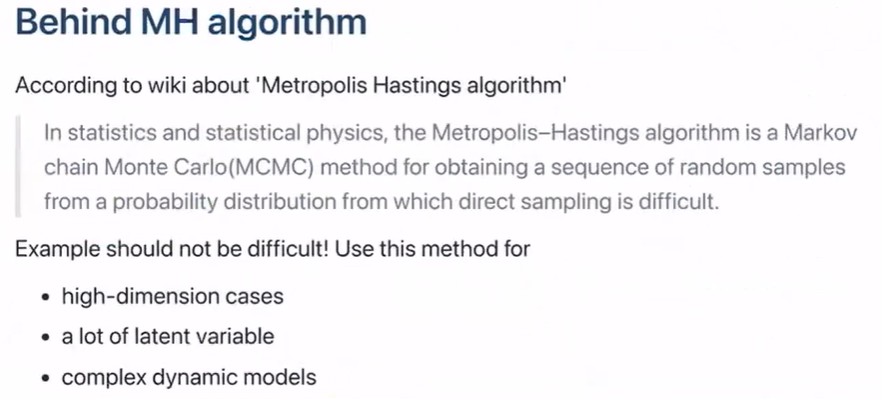 Behind MH algorithm
According to wiki about 'Metropolis Hastings algorithm'
In statistics and statistical physics, the Metropolis–Hastings algorithm is a Markov
chain Monte Carlo(MCMC) method for obtaining a sequence of random samples
from a probability distribution from which direct sampling is difficult.
Example should not be difficult! Use this method for
• high-dimension cases
• a lot of latent variable
• complex dynamic models